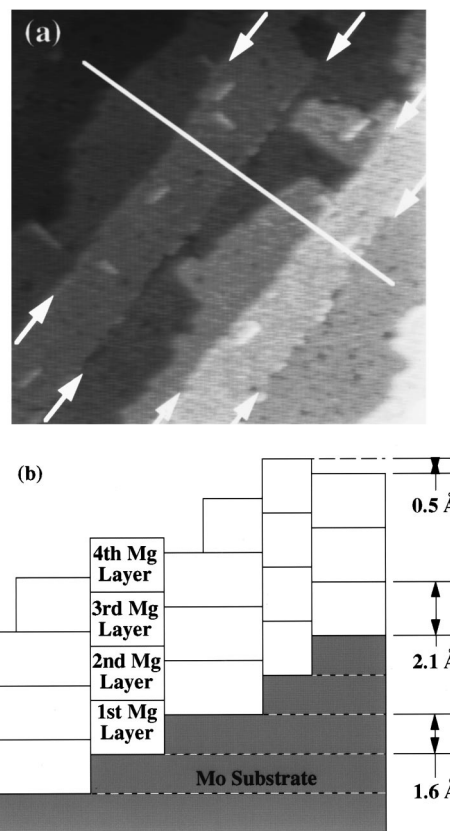 (a)
(b)
0.5 Å
4th Mg
Layer
3rd Mg
Layer
2nd Mg
Layer
1st Mg
Layer
2.1 Å
Mo Substrate
1.6 Å